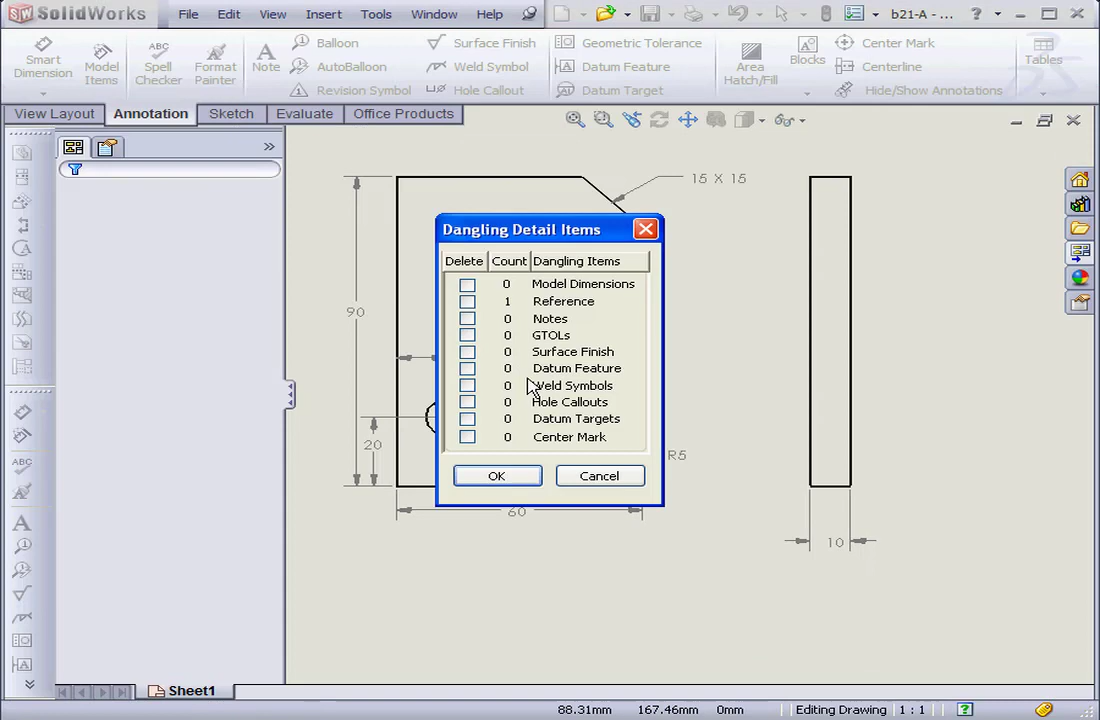 SW SolidWorks File Edit View Insert Tools Window Help b21-A - ...
Smart Dimension
Model Items
ABC
Spell Checker
Format Painter
A
Note
Balloon
AutoBalloon
Revision Symbol
Surface Finish
Weld Symbol
Hole Callout
Geometric Tolerance
Datum Feature
Datum Target
Area Hatch/Fill
Blocks
Center Mark
Centerline
Hide/Show Annotations
Tables
View Layout Annotation Sketch Evaluate Office Products
15 X 15
90
20
60
R5
10
Dangling Detail Items
Delete Count Dangling Items
0 Model Dimensions
1 Reference
0 Notes
0 GTOLs
0 Surface Finish
0 Datum Feature
0 Weld Symbols
0 Hole Callouts
0 Datum Targets
0 Center Mark
OK Cancel
ABC
A
Sheet1
88.31mm 167.46mm 0mm Editing Drawing 1 : 1